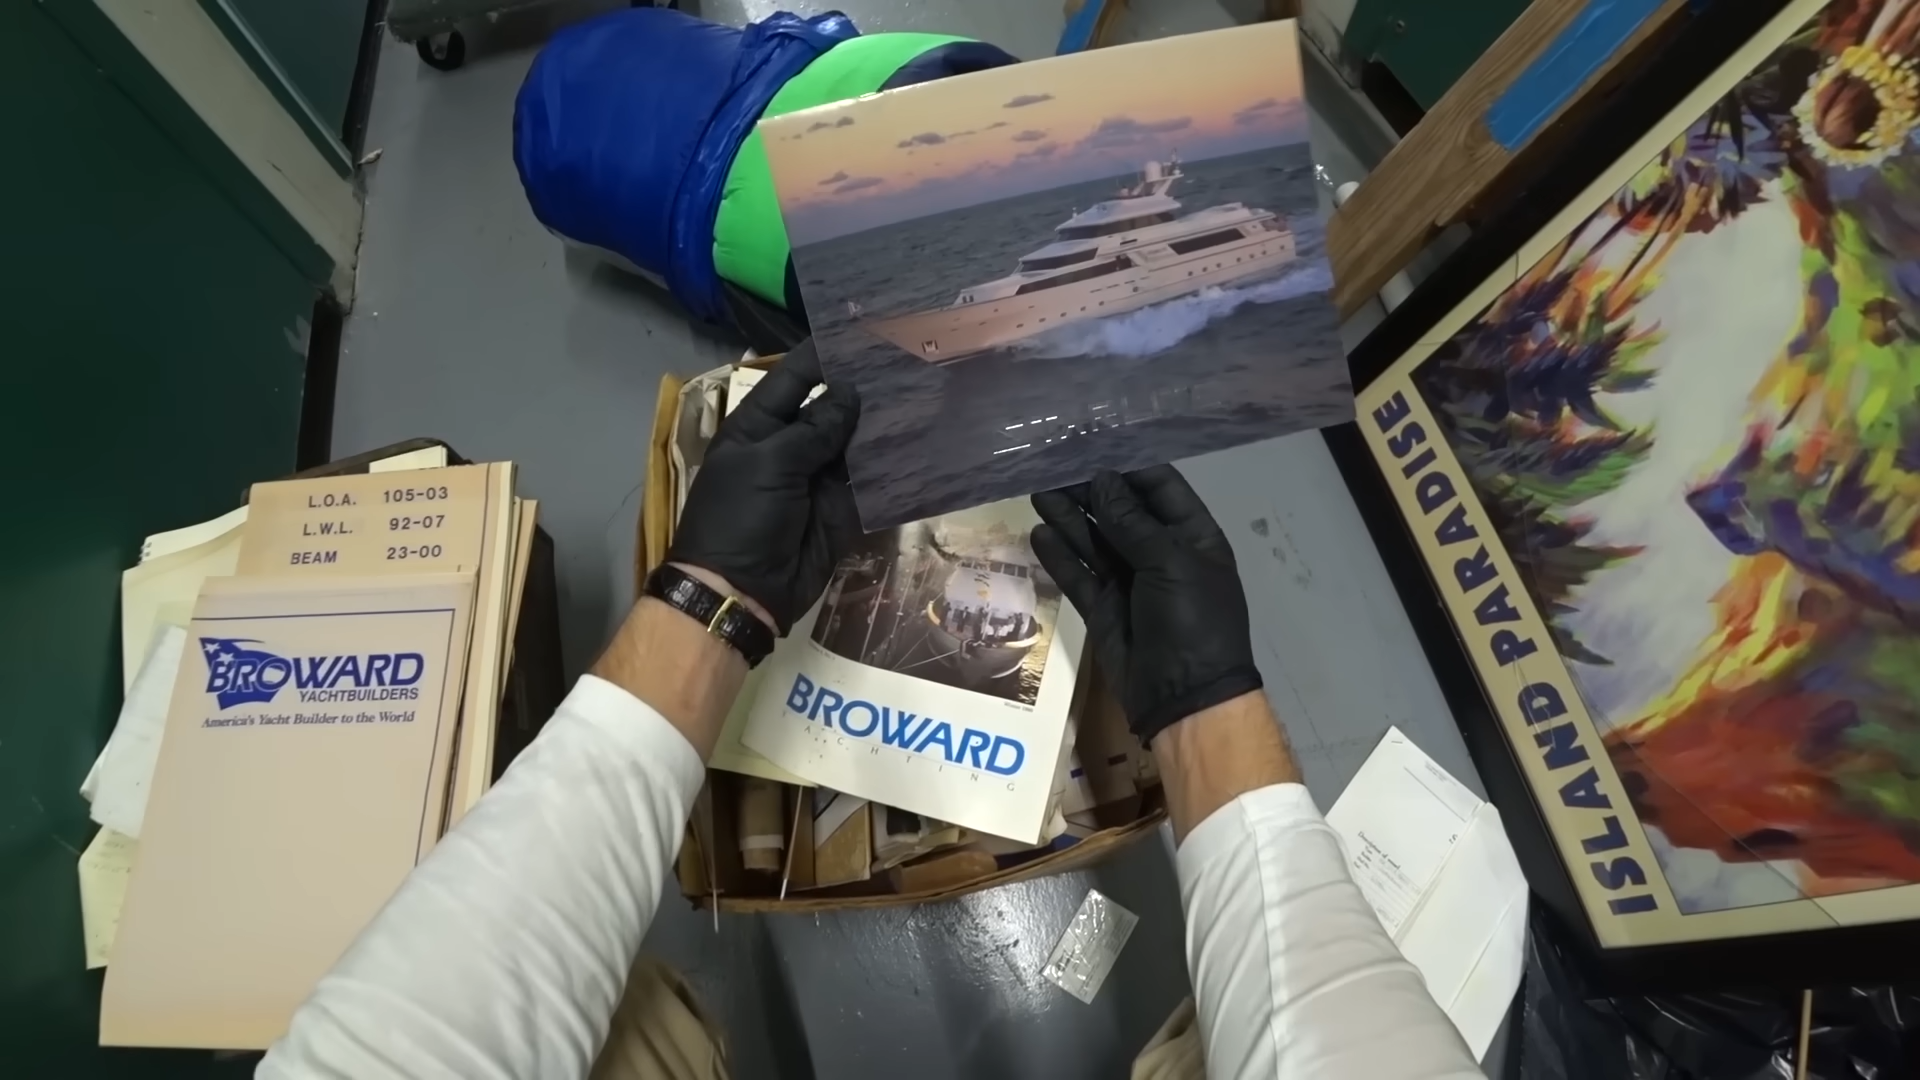 L.O.A. 105-03
L.W.L. 92-07
BEAM 23-00
BROWARD
YACHTBUILDERS
America's Yacht Builder to the World
STARLET
BROWARD
YACHTING
ISLAND PARADISE